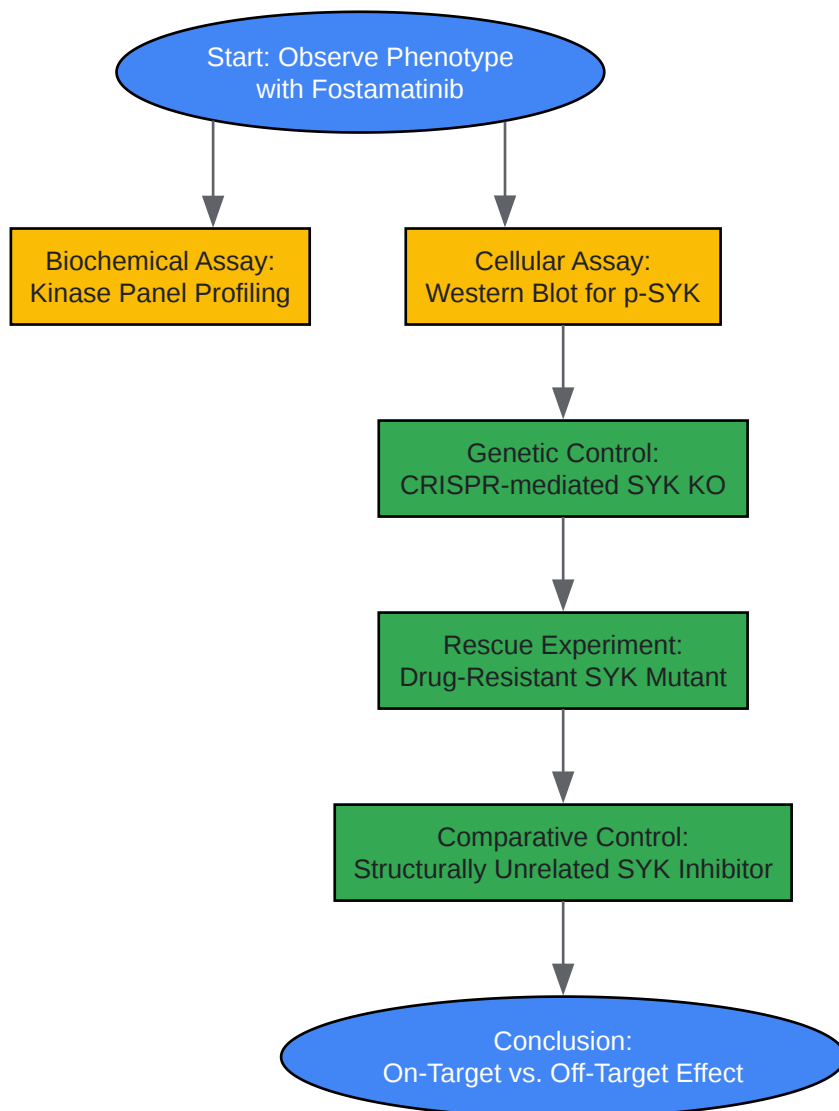 Start: Observe Phenotype
with Fostamatinib
Biochemical Assay:
Kinase Panel Profiling
Cellular Assay:
Western Blot for p-SYK
Genetic Control:
CRISPR-mediated SYK KO
Rescue Experiment:
Drug-Resistant SYK Mutant
Comparative Control:
Structurally Unrelated SYK Inhibitor
Conclusion:
On-Target vs. Off-Target Effect